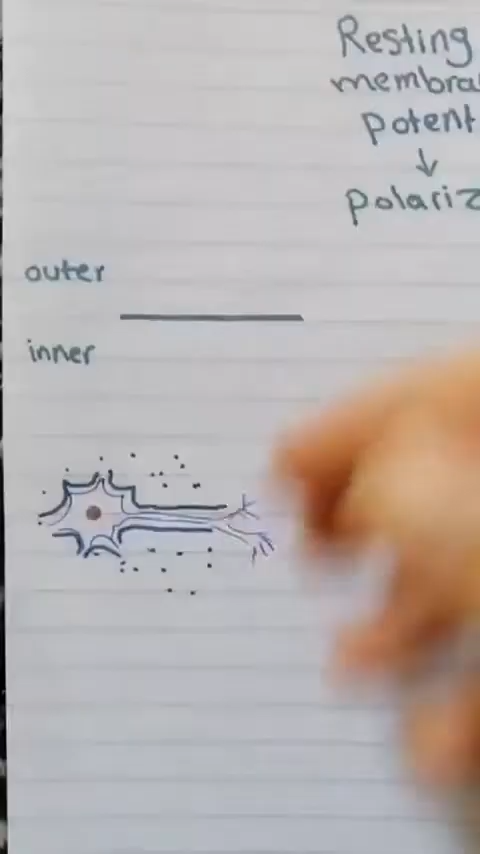 Resting
membra
potent
polariz
outer
inner